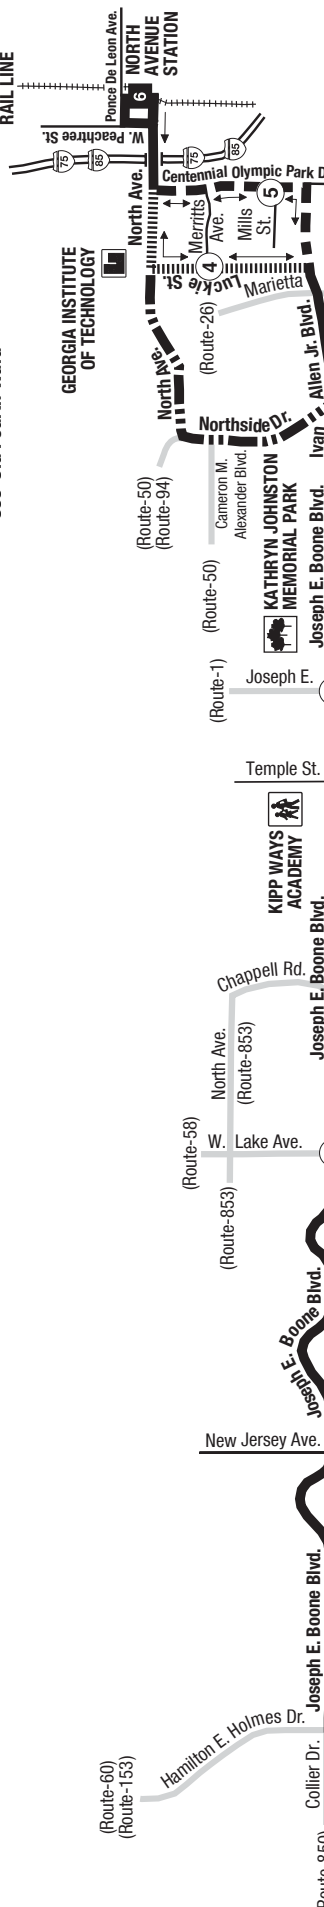 RAIL LINE
NORTH
AVENUE
STATION
Ponce De Leon Ave.
6
W. Peachtree St.
75
85
75
85
North Ave.
Centennial Olympic Park D
5
Merritts
Ave.
Mills
St.
4
Luckie St.
GEORGIA INSTITUTE
OF TECHNOLOGY
Marietta
(Route-26)
North Ave.
Northside Dr.
Ivan Allen Jr. Blvd.
(Route-50)
(Route-94)
Cameron M.
Alexander Blvd.
(Route-50)
KATHRYN JOHNSTON
MEMORIAL PARK
Joseph E. Boone Blvd.
(Route-1)
Joseph E.
Temple St.
KIPP WAYS
ACADEMY
Joseph E. Boone Blvd.
Chappell Rd.
North Ave.
(Route-853)
(Route-58)
W. Lake Ave.
(Route-853)
Joseph E. Boone Blvd.
New Jersey Ave.
Joseph E. Boone Blvd.
Hamilton E. Holmes Dr.
(Route-60)
(Route-153)
Collier Dr.